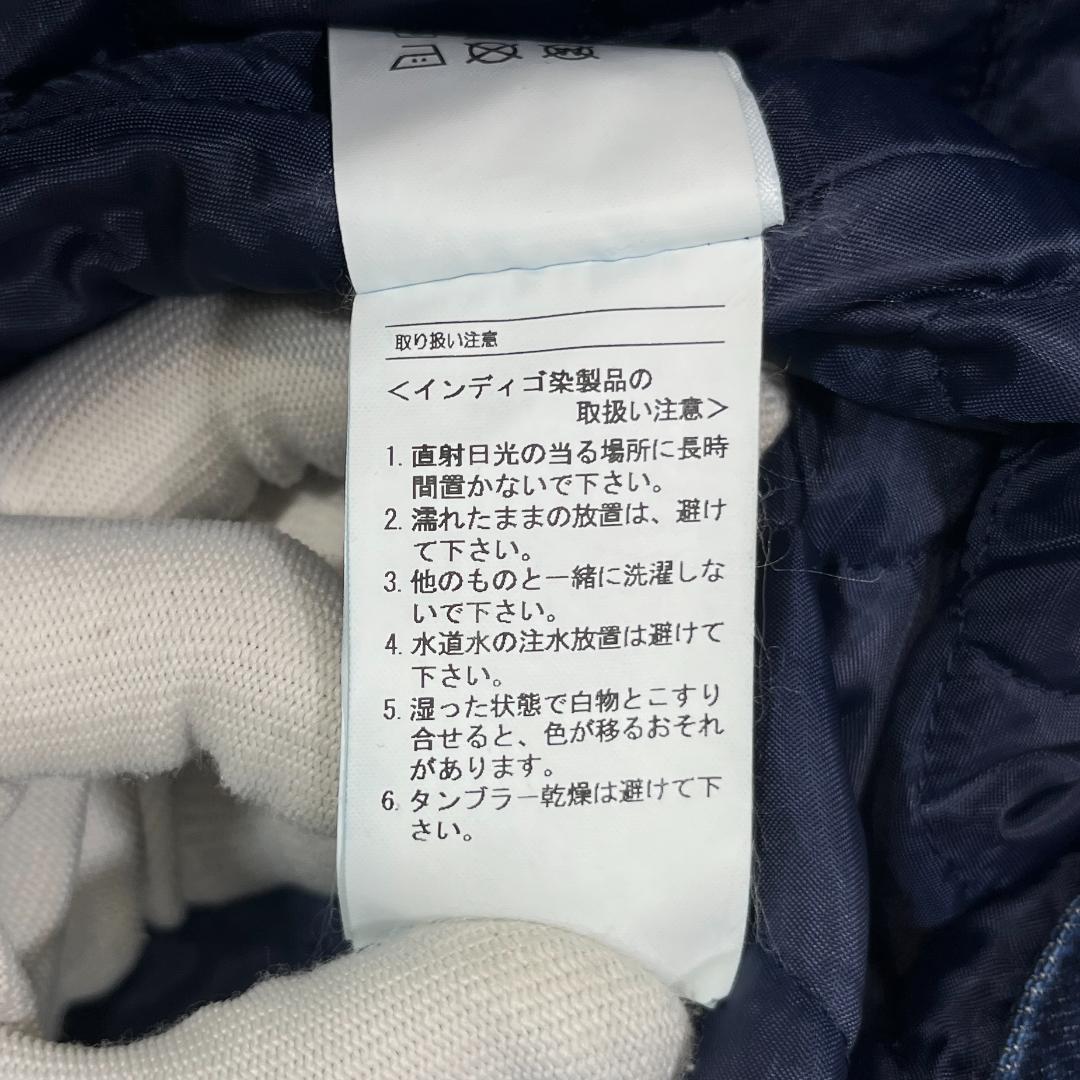 取り扱い注意
＜インディゴ染製品の
取扱い注意＞
1. 直射日光の当る場所に長時
間置かないで下さい。
2. 濡れたままの放置は、避け
て下さい。
3. 他のものと一緒に洗濯しな
いで下さい。
4. 水道水の注水放置は避けて
下さい。
5. 湿った状態で白物とこすり
合せると、色が移るおそれ
があります。
6. タンブラー乾燥は避けて下
さい。